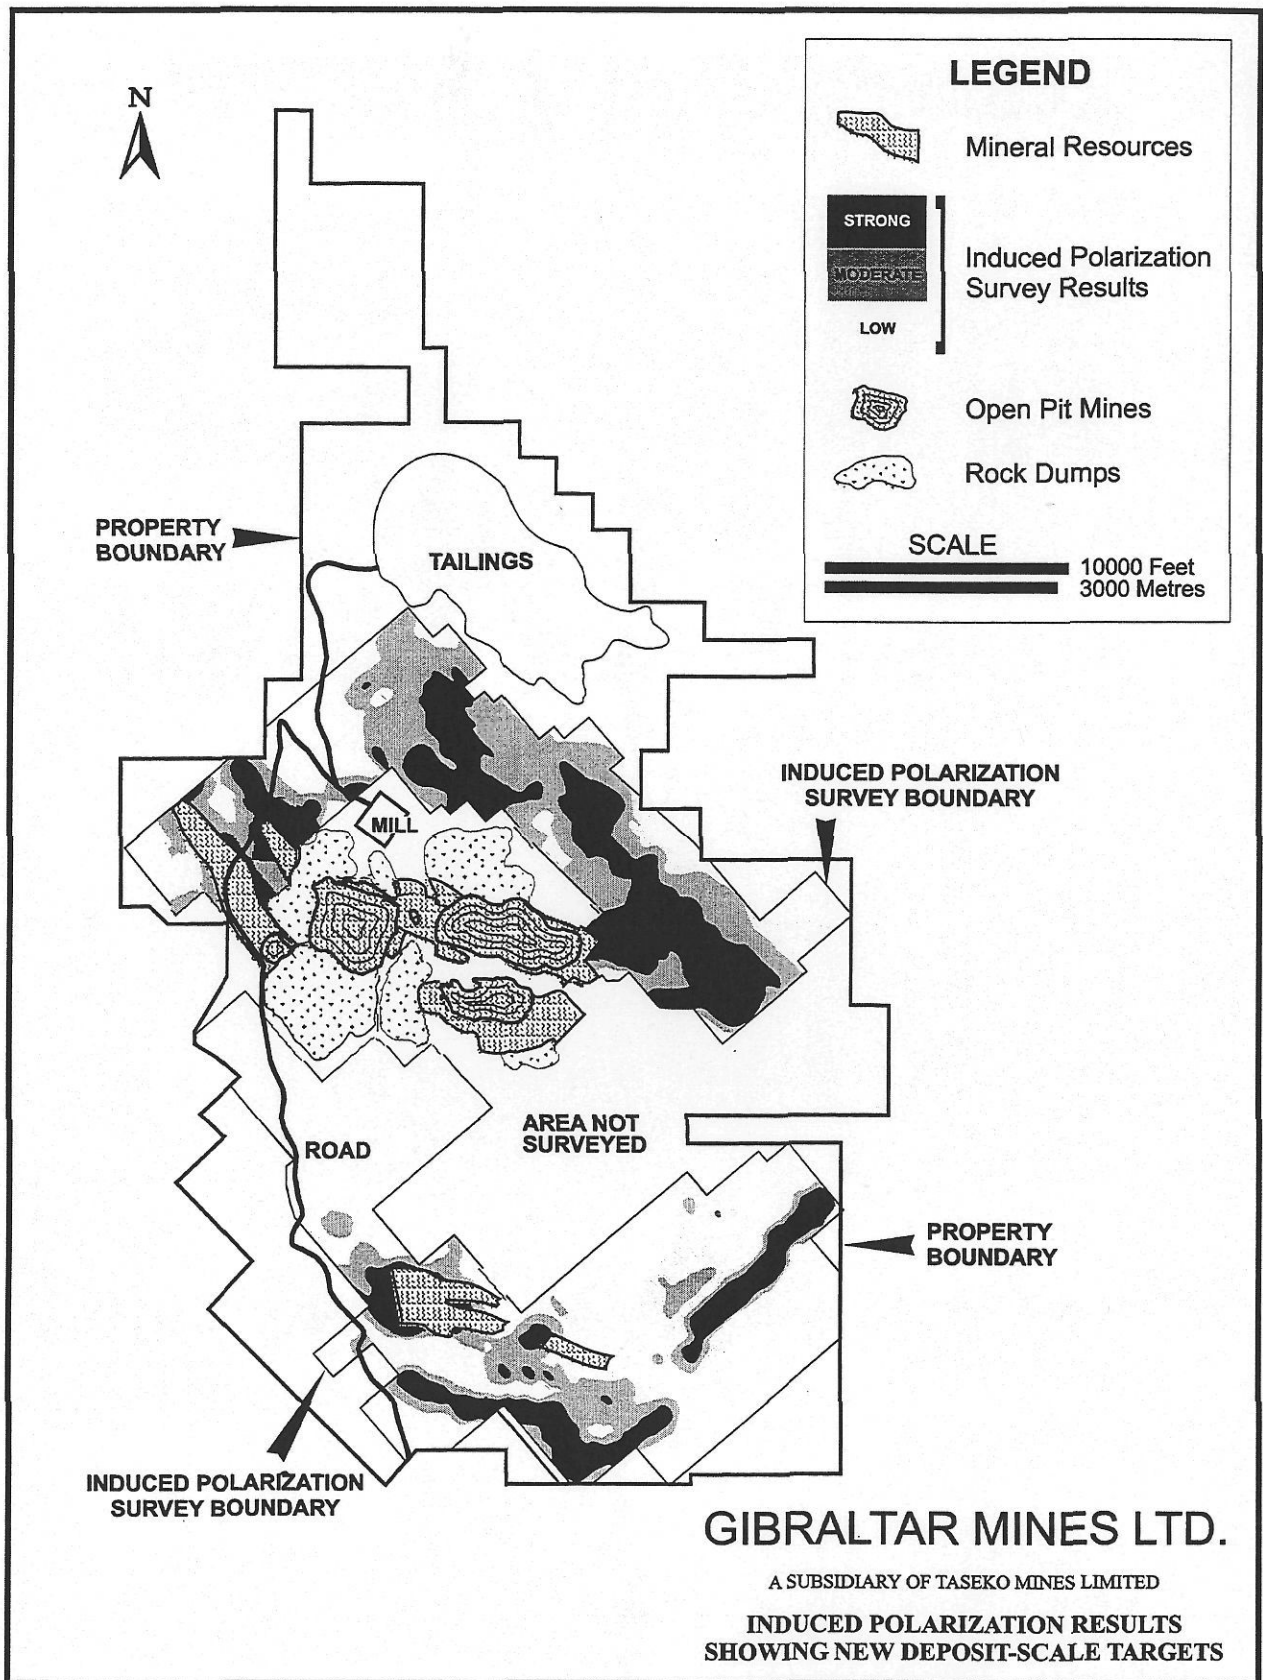 N
LEGEND
Mineral Resources
STRONG
MODERATE
LOW
Induced Polarization
Survey Results
Open Pit Mines
Rock Dumps
SCALE
10000 Feet
3000 Metres
PROPERTY
BOUNDARY
TAILINGS
INDUCED POLARIZATION
SURVEY BOUNDARY
MILL
AREA NOT
SURVEYED
ROAD
PROPERTY
BOUNDARY
INDUCED POLARIZATION
SURVEY BOUNDARY
GIBRALTAR MINES LTD.
A SUBSIDIARY OF TASEKO MINES LIMITED
INDUCED POLARIZATION RESULTS
SHOWING NEW DEPOSIT-SCALE TARGETS